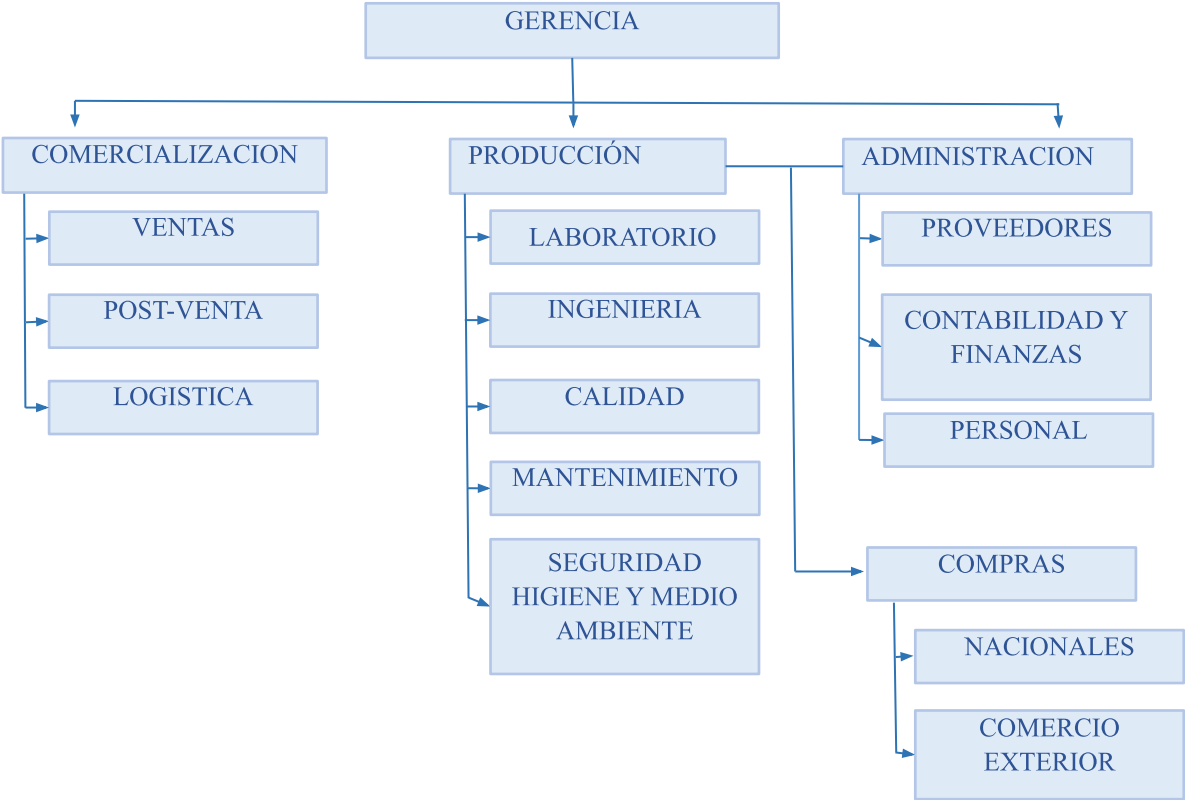 GERENCIA
COMERCIALIZACION
VENTAS
POST-VENTA
LOGISTICA
PRODUCCIÓN
LABORATORIO
INGENIERIA
CALIDAD
MANTENIMIENTO
SEGURIDAD
HIGIENE Y MEDIO
AMBIENTE
ADMINISTRACION
PROVEEDORES
CONTABILIDAD Y
FINANZAS
PERSONAL
COMPRAS
NACIONALES
COMERCIO
EXTERIOR